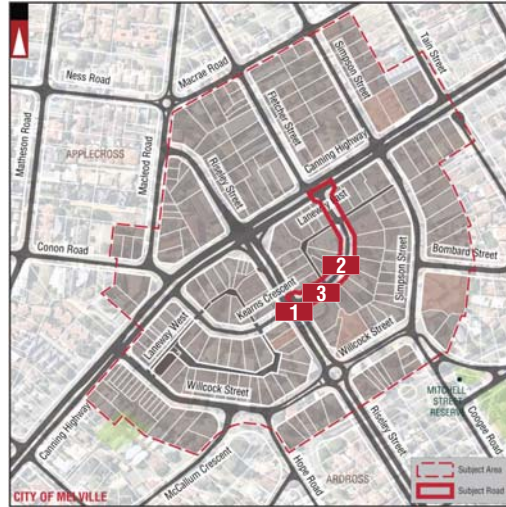 Ness Road
Macrae Road
Simpson Street
Tain Street
Fletcher Street
Matheson Road
APPLECROSS
Macleod Road
Riseley Street
Canning Highway
Laneway East
Conon Road
Bombard Street
2
Simpson Street
Kearns Crescent
3
1
Laneway West
Willcock Street
Willcock Street
MITCHELL
STREET
RESERVE
Canning Highway
Riseley Street
Coogee Road
McCallum Crescent
Hope Road
ARDROSS
Subject Area
Subject Road
CITY OF MELVILLE